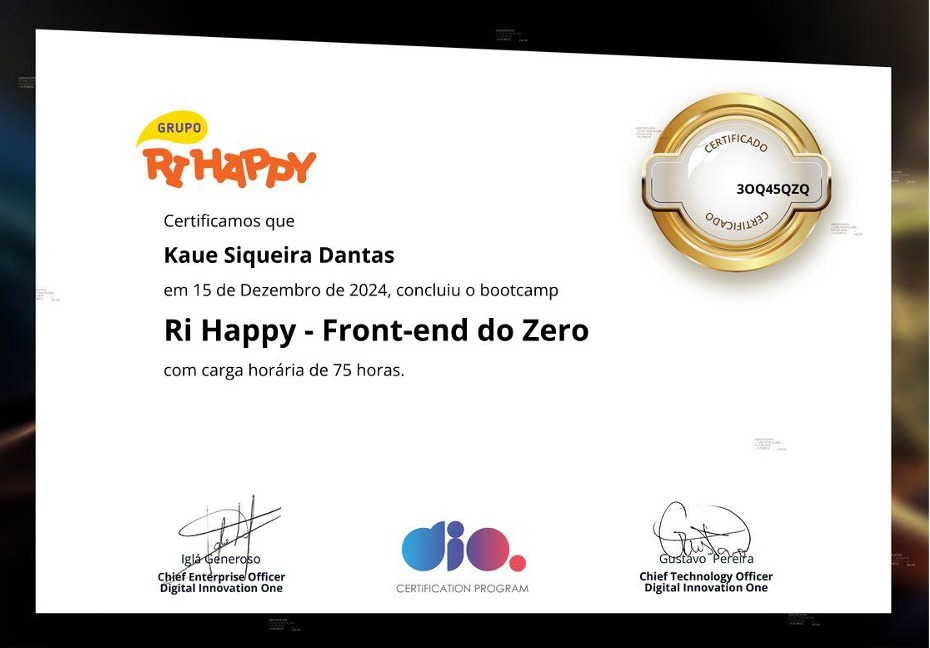 GRUPO
Ri HAPPY
CERTIFICADO
3OQ45QZQ
CERTIFICADO
Certificamos que
Kaue Siqueira Dantas
em 15 de Dezembro de 2024, concluiu o bootcamp
Ri Happy - Front-end do Zero
com carga horária de 75 horas.
Iglá Generoso
Chief Enterprise Officer
Digital Innovation One
dio.
CERTIFICATION PROGRAM
Gustavo Pereira
Chief Technology Officer
Digital Innovation One